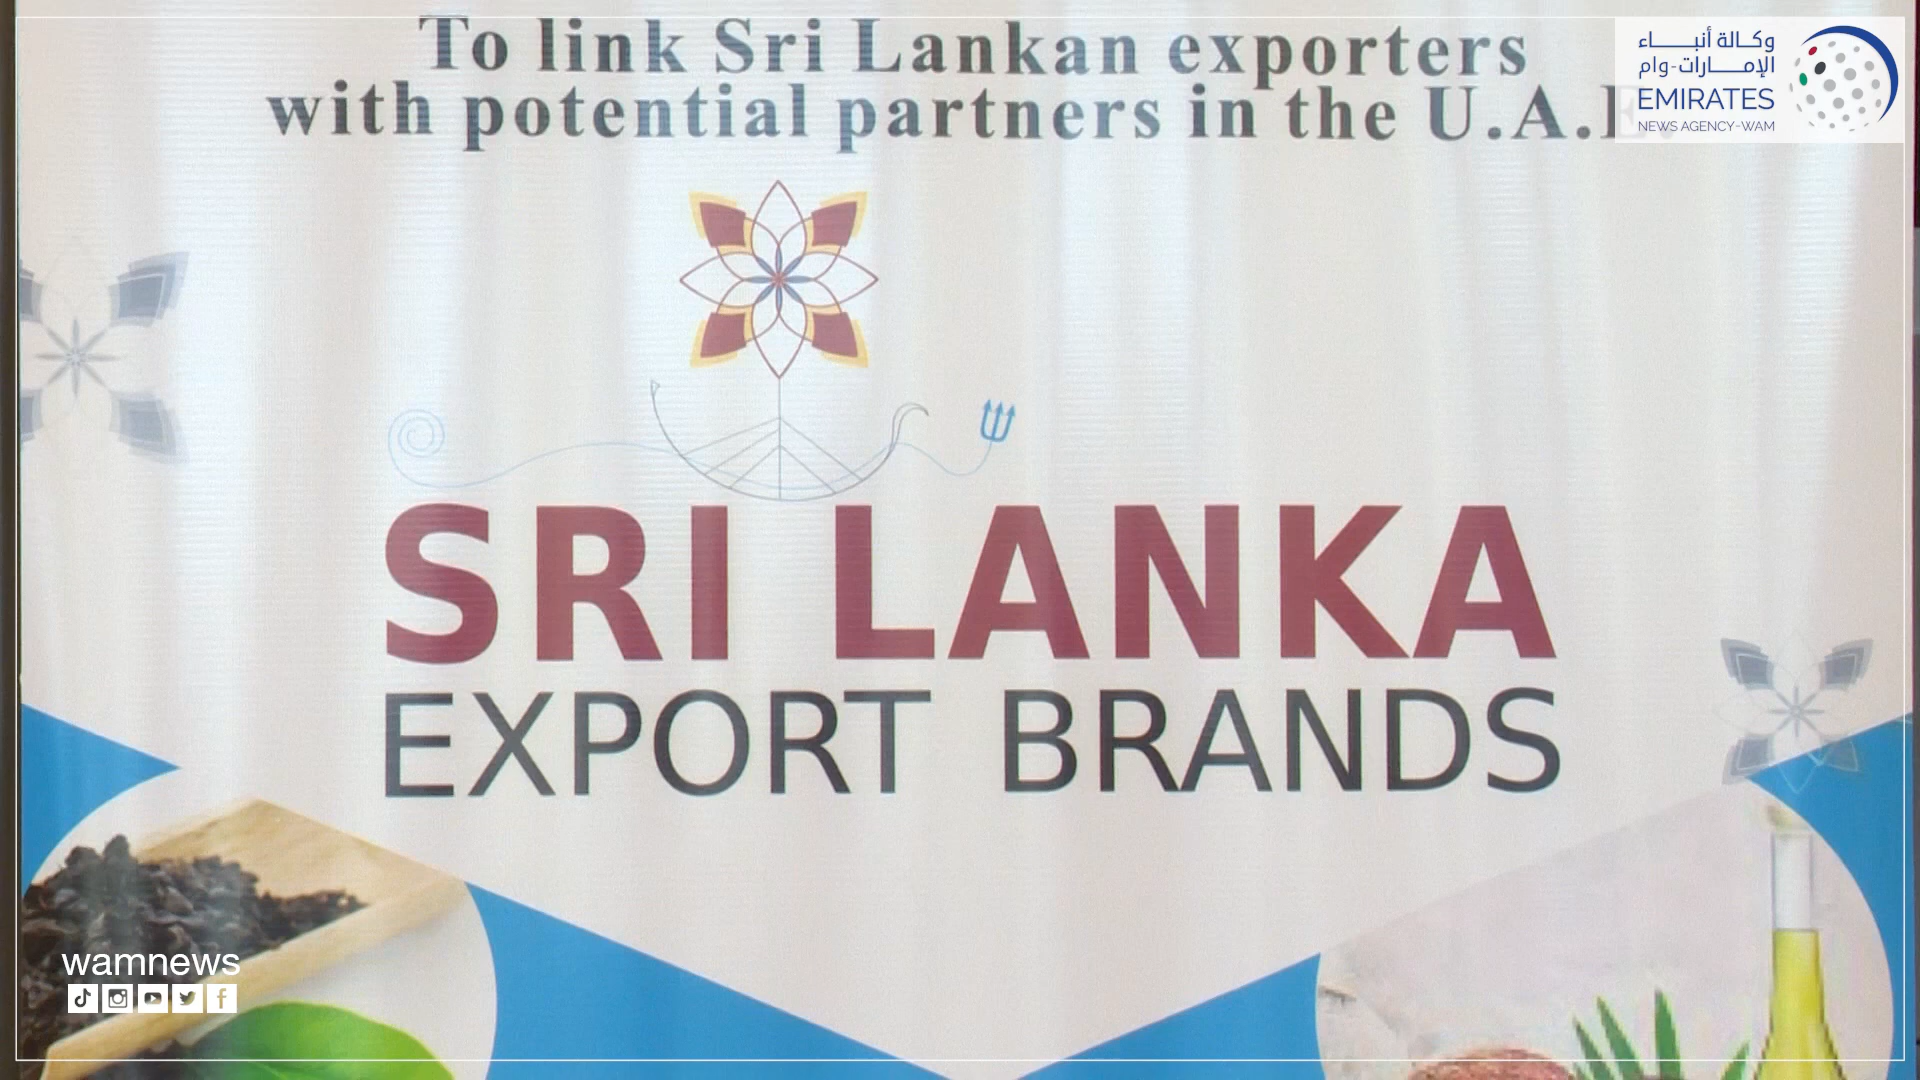 To link Sri Lankan exporters
with potential partners in the U.A.E.
وكالة أنباء
الإمارات-وام
EMIRATES
NEWS AGENCY-WAM
SRI LANKA
EXPORT BRANDS
wamnews